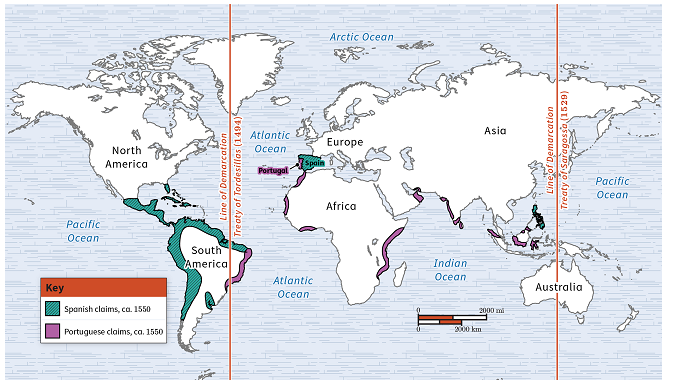 Arctic Ocean
North
America
Atlantic
Ocean
Europe
Asia
Portugal
Spain
Line of Demarcation
Treaty of Tordesillas (1494)
Line of Demarcation
Treaty of Saragossa (1529)
Pacific
Ocean
Africa
Pacific
Ocean
South
America
Indian
Ocean
Atlantic
Ocean
Australia
Key
Spanish claims, ca. 1550
Portuguese claims, ca. 1550
0 2000 mi
0 2000 km